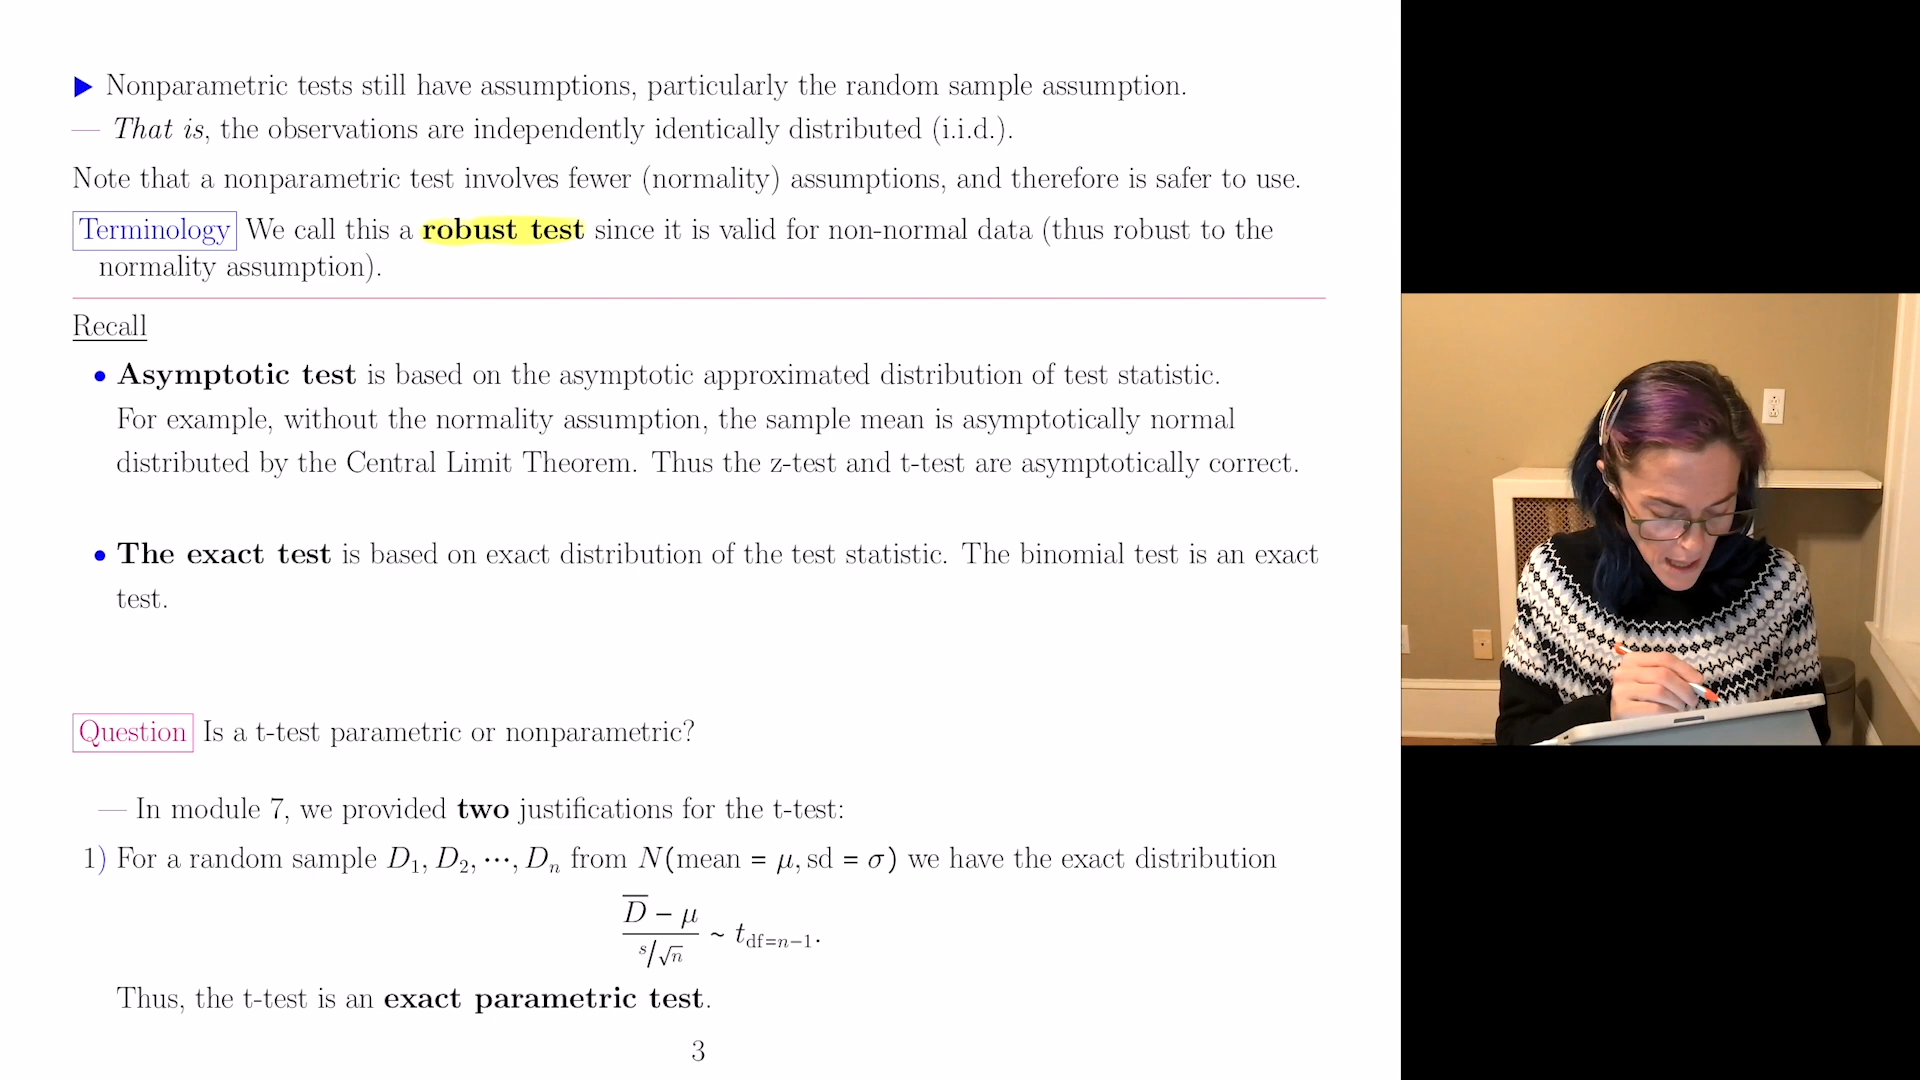 ▶ Nonparametric tests still have assumptions, particularly the random sample assumption.
— That is, the observations are independently identically distributed (i.i.d.).
Note that a nonparametric test involves fewer (normality) assumptions, and therefore is safer to use.
Terminology We call this a robust test since it is valid for non-normal data (thus robust to the
normality assumption).
Recall
• Asymptotic test is based on the asymptotic approximated distribution of test statistic.
For example, without the normality assumption, the sample mean is asymptotically normal
distributed by the Central Limit Theorem. Thus the z-test and t-test are asymptotically correct.
• The exact test is based on exact distribution of the test statistic. The binomial test is an exact
test.
Question Is a t-test parametric or nonparametric?
— In module 7, we provided two justifications for the t-test:
1) For a random sample D₁, D₂, ⋯, Dₙ from N(mean = μ, sd = σ) we have the exact distribution
(D̅ − μ)/(s/√n) ~ t_{df=n−1}.
Thus, the t-test is an exact parametric test.
3